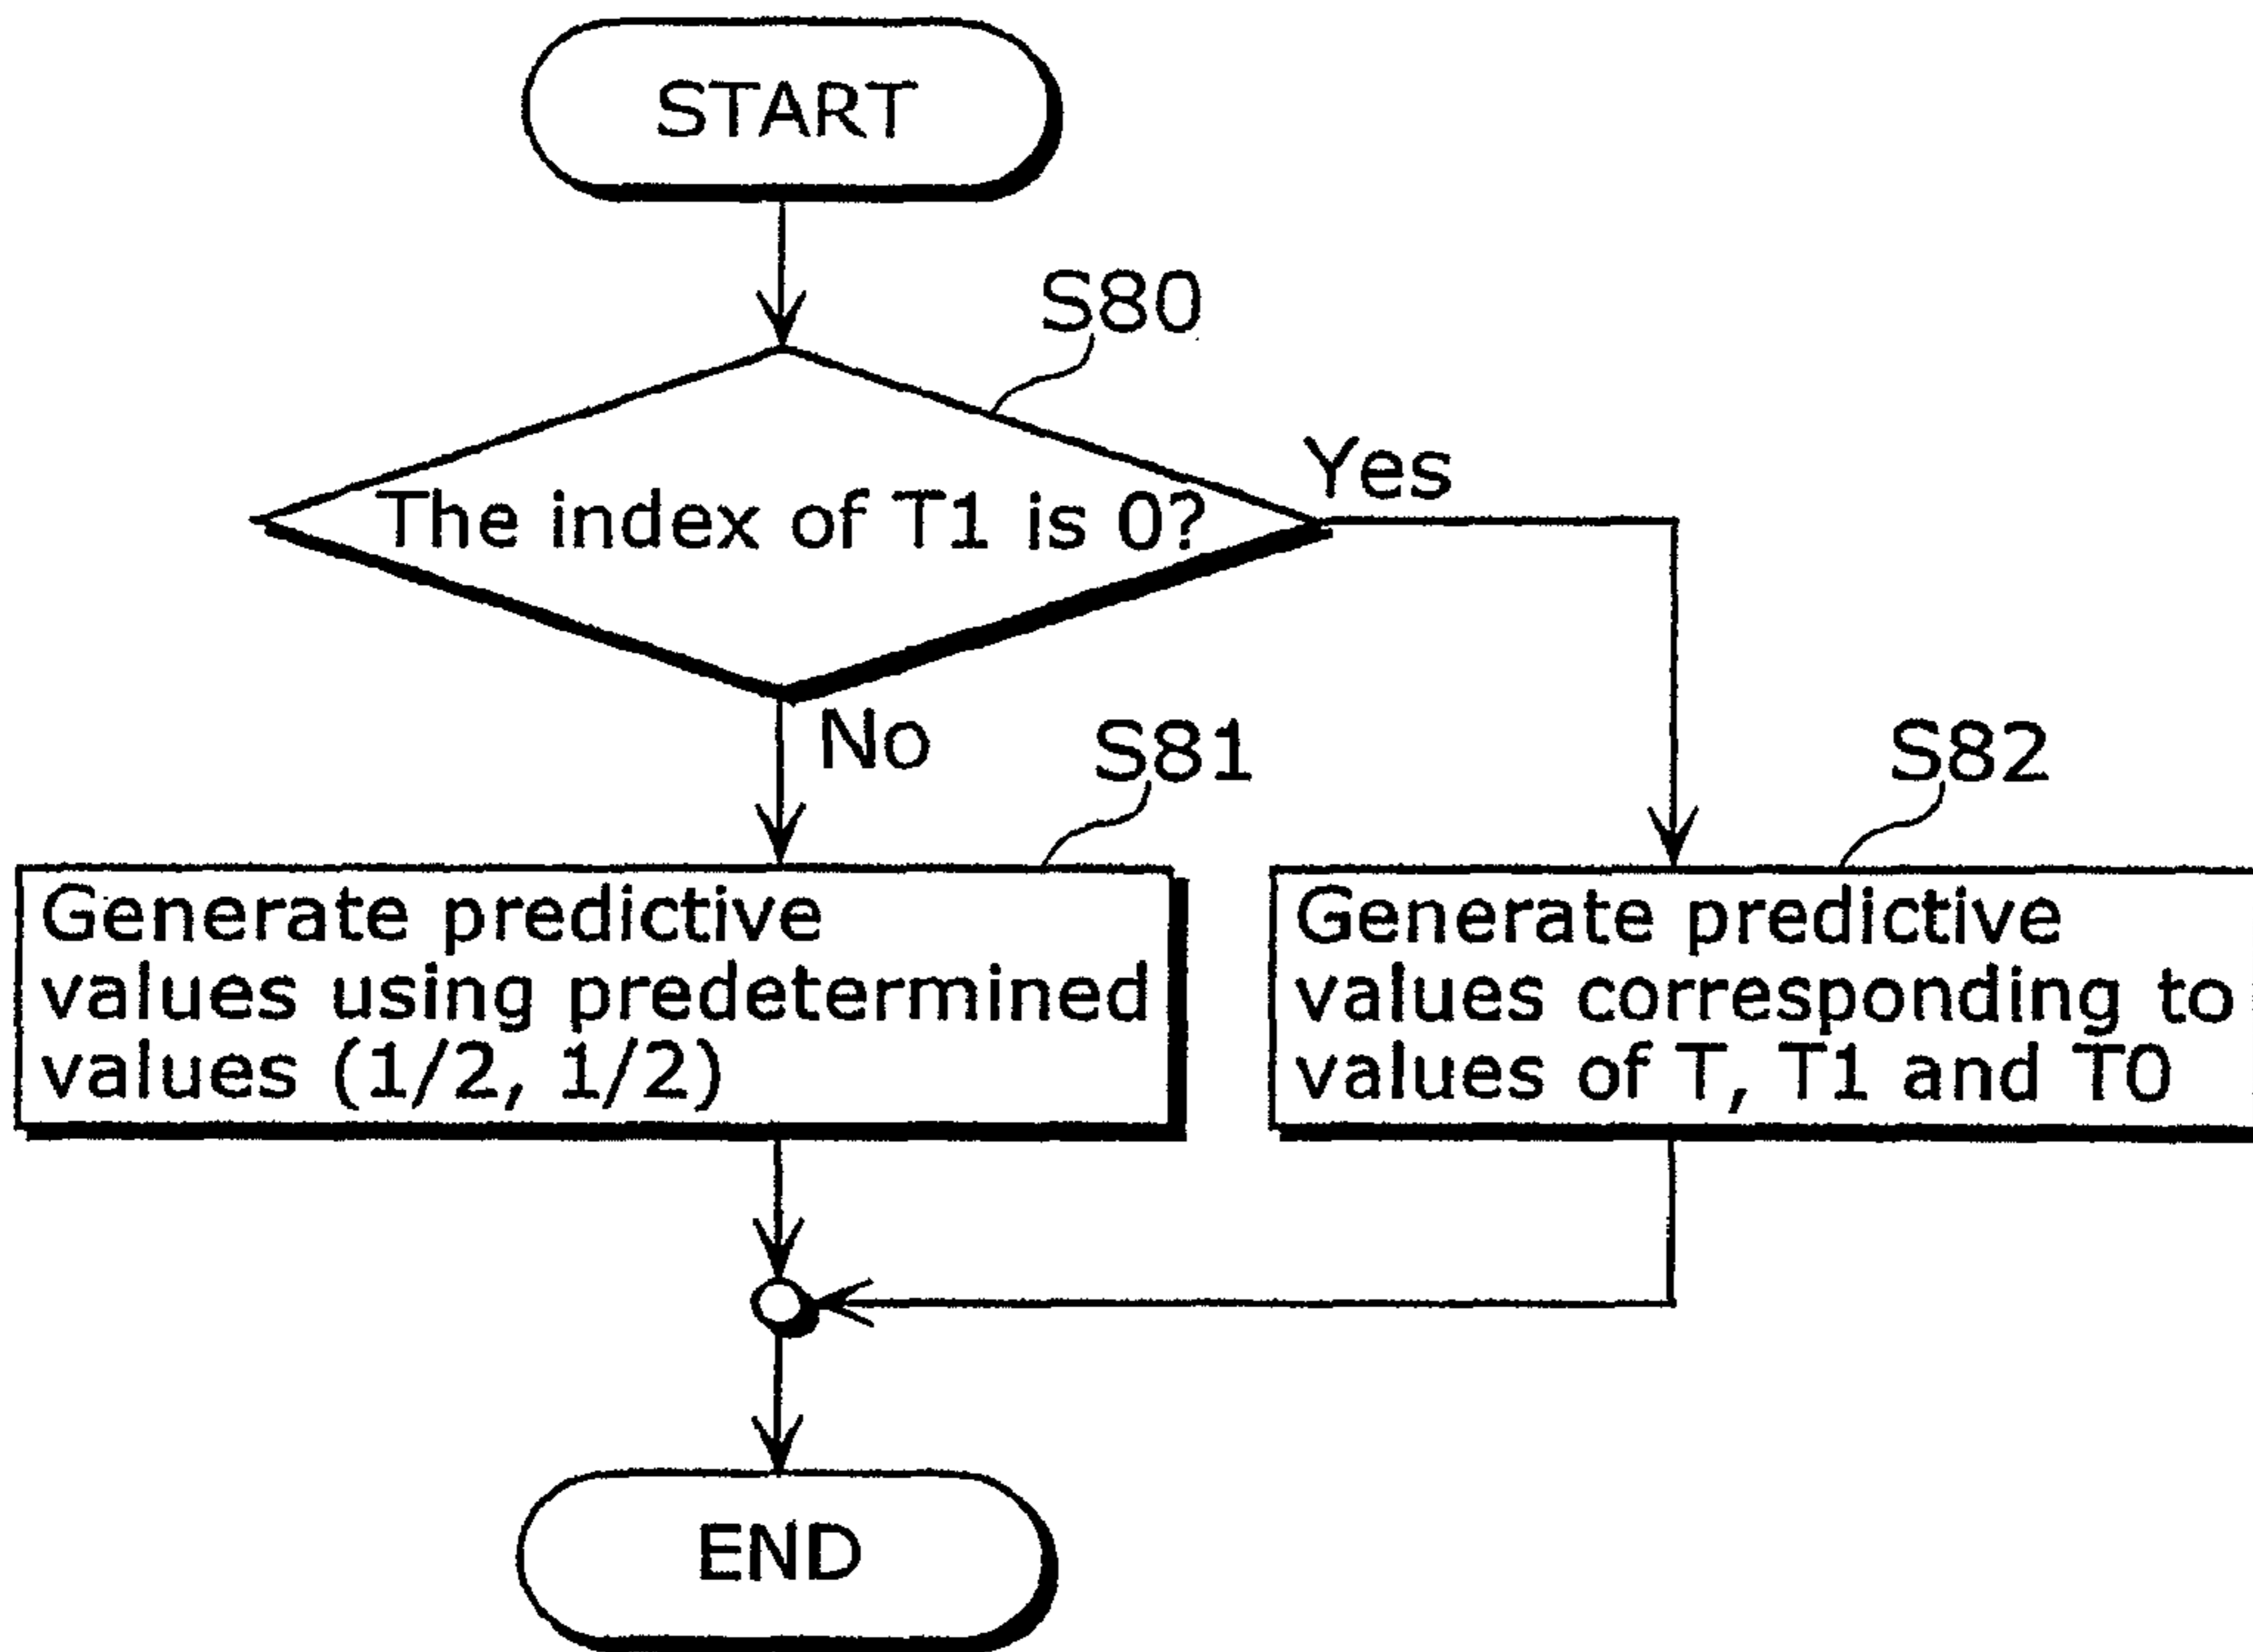 START
S80
The index of T1 is 0?
Yes
No
S81
S82
Generate predictive
values using predetermined
values (1/2, 1/2)
Generate predictive
values corresponding to
values of T, T1 and T0
END